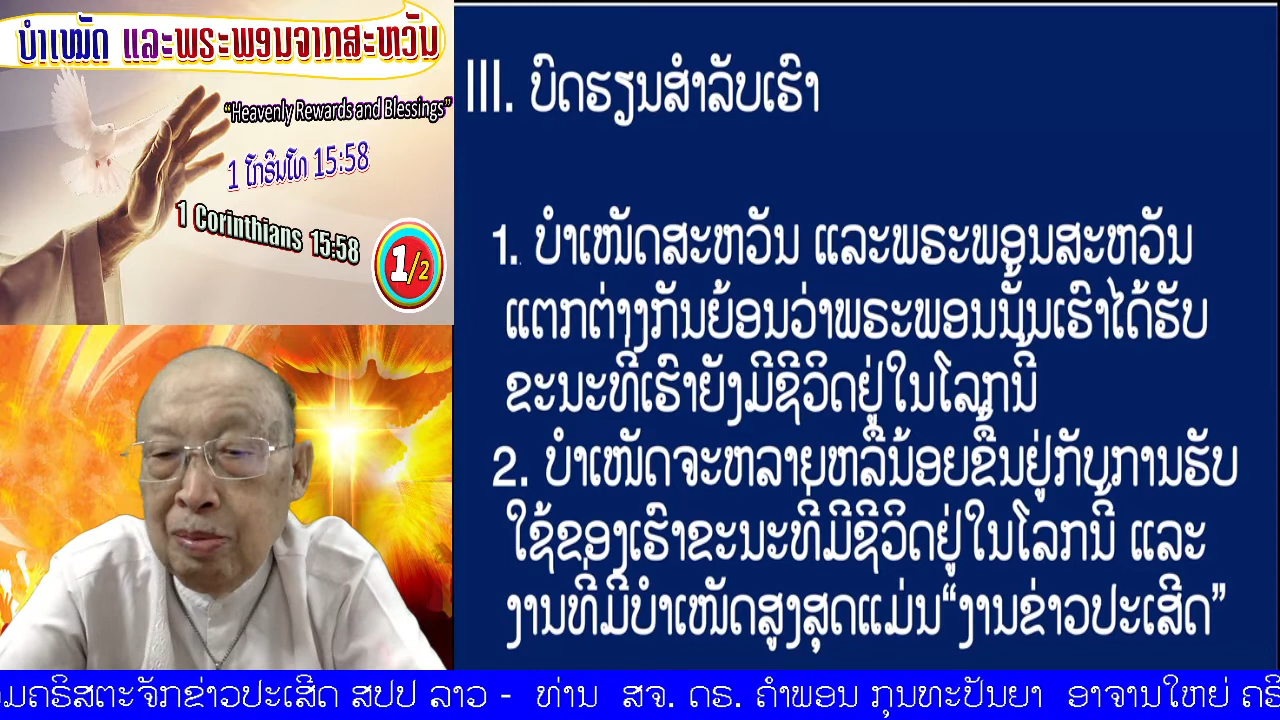 ບຳເໜັດ ແລະພຣະພອນຈາກສະຫວັນ
“Heavenly Rewards and Blessings”
1 ໂກຣິນໂທ 15:58
1 Corinthians 15:58
1/2
III. ບົດຮຽນສຳລັບເຮົາ
1. ບຳເໜັດສະຫວັນ ແລະພຣະພອນສະຫວັນ
ແຕກຕ່າງກັນຍ້ອນວ່າພຣະພອນນັ້ນເຮົາໄດ້ຮັບ
ຂະນະທີ່ເຮົາຍັງມີຊີວິດຢູ່ໃນໂລກນີ້
2. ບຳເໜັດຈະຫລາຍຫລືນ້ອຍຂຶ້ນຢູ່ກັບການຮັບ
ໃຊ້ຂອງເຮົາຂະນະທີ່ມີຊີວິດຢູ່ໃນໂລກນີ້ ແລະ
ງານທີ່ມີບຳເໜັດສູງສຸດແມ່ນ“ງານຂ່າວປະເສີດ”
ຄຣິສຕະຈັກຂ່າວປະເສີດ ສປປ ລາວ - ທ່ານ ສຈ. ດຣ. ຄຳພອນ ກຸນທະປັນຍາ ອາຈານໃຫຍ່